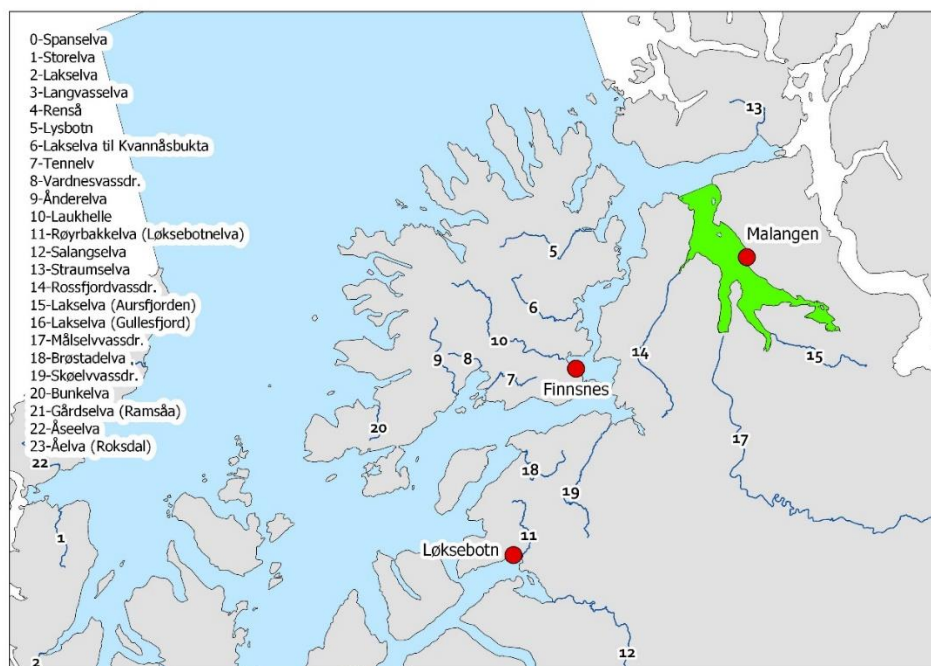 0-Spanselva
1-Storelva
2-Lakselva
3-Langvasselva
4-Renså
5-Lysbotn
6-Lakselva til Kvannåsbukta
7-Tennelv
8-Vardnesvassdr.
9-Ånderelva
10-Laukhelle
11-Røyrbakkelva (Løksebotnelva)
12-Salangselva
13-Straumselva
14-Rossfjordvassdr.
15-Lakselva (Aursfjorden)
16-Lakselva (Gullesfjord)
17-Målselvvassdr.
18-Brøstadelva
19-Skøelvvassdr.
20-Bunkelva
21-Gårdselva (Ramsåa)
22-Åseelva
23-Åelva (Roksdal)
13
Malangen
5
6
10
14
9
8
15
7
Finnsnes
20
17
22
18
19
1
11
Løksebotn
12
2